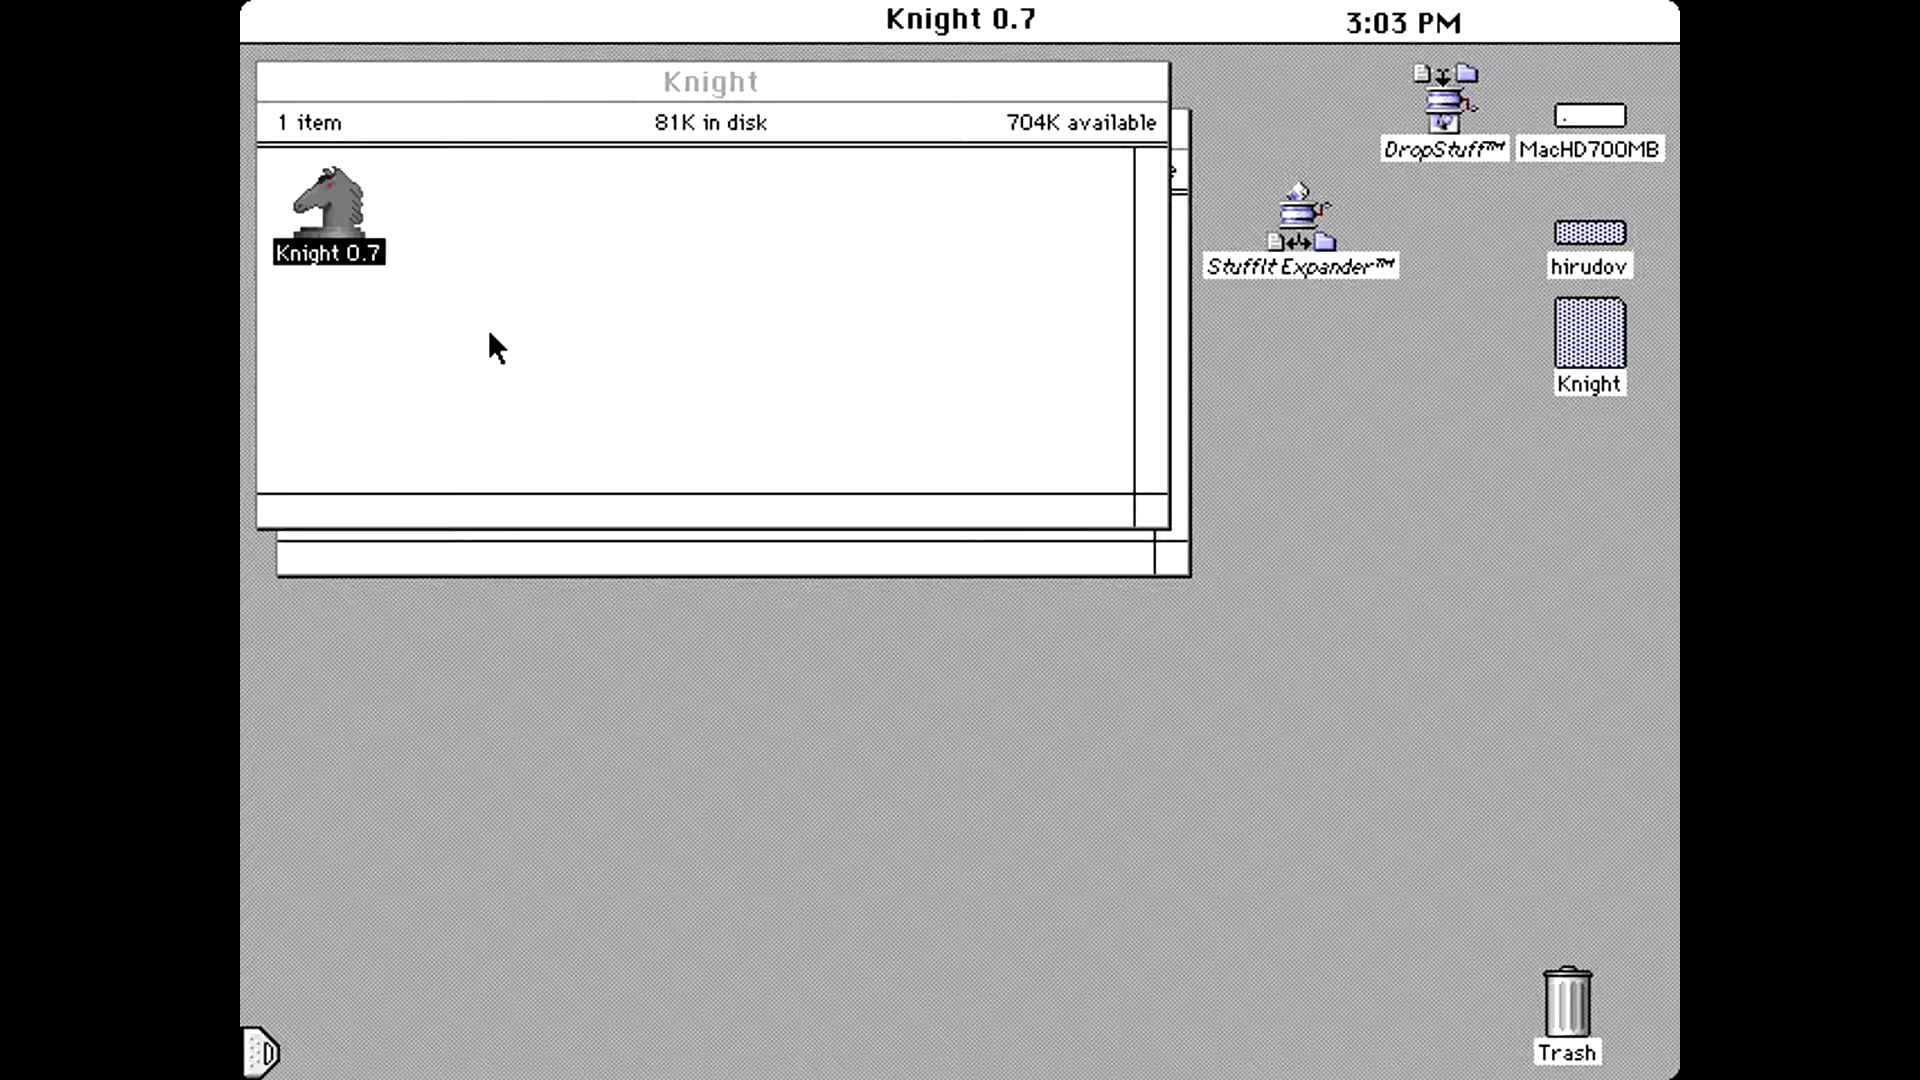 Knight 0.7
3:03 PM
Knight
1 item 81K in disk 704K available
Knight 0.7
DropStuff™
MacHD700MB
StuffIt Expander™
hirudov
Knight
Trash